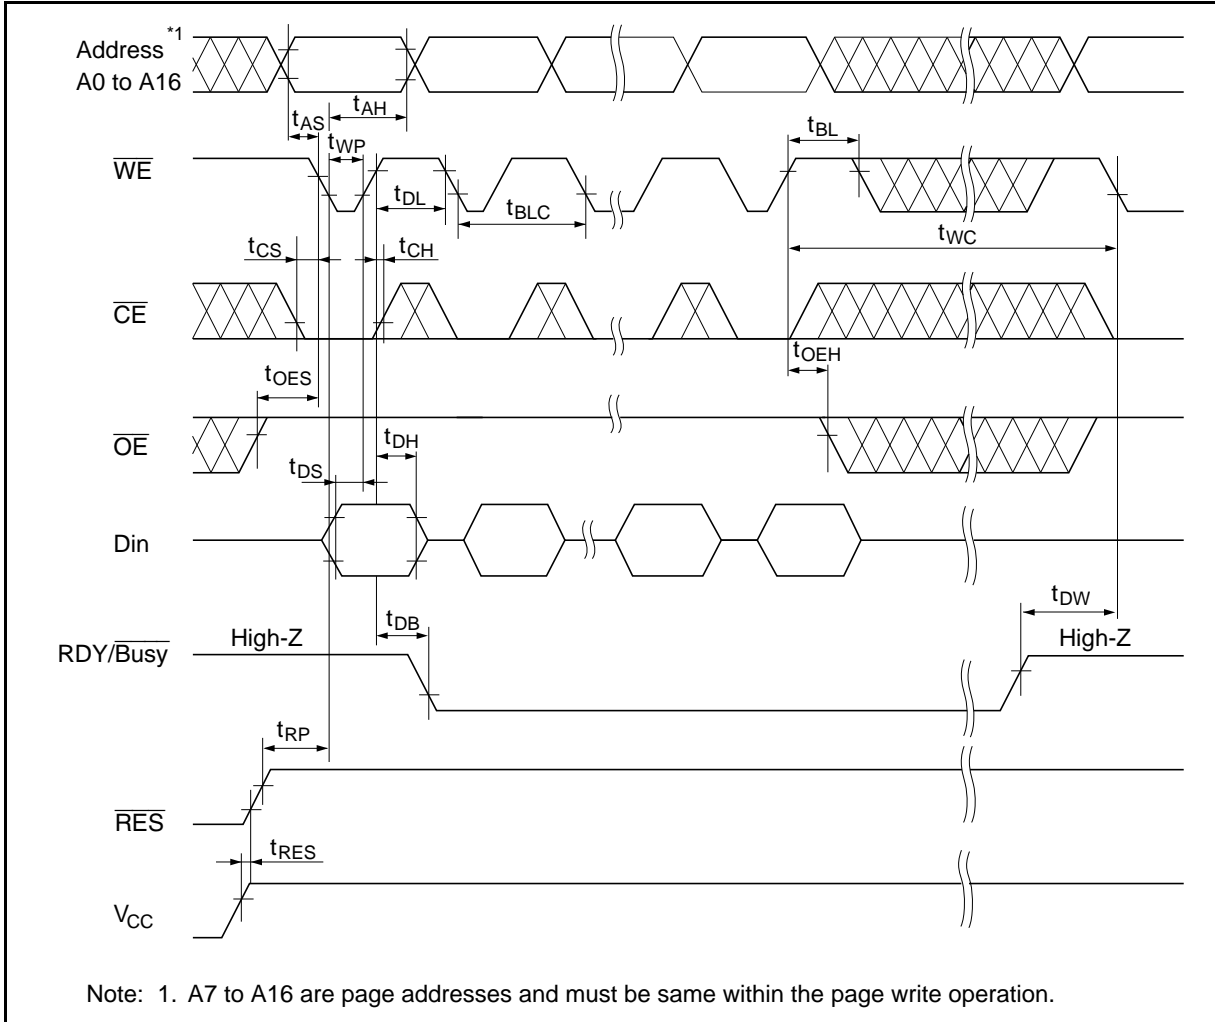 Address *1
A0 to A16
tAH
tAS
tWP
tBL
WE
tDL
tBLC
tWC
tCS
tCH
CE
tOEH
tOES
OE
tDH
tDS
Din
tDW
tDB
High-Z
High-Z
RDY/Busy
tRP
RES
tRES
VCC
Note: 1. A7 to A16 are page addresses and must be same within the page write operation.